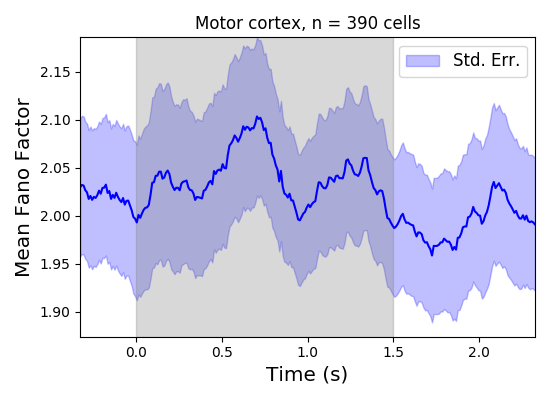 Motor cortex, n = 390 cells
Std. Err.
Mean Fano Factor
2.15
2.10
2.05
2.00
1.95
1.90
0.0 0.5 1.0 1.5 2.0
Time (s)